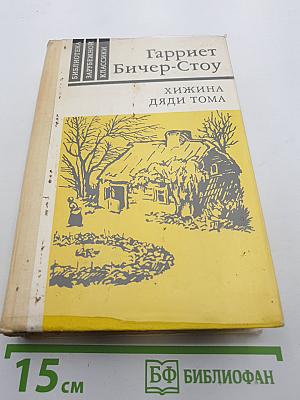 БИБЛИОТЕКА
ЗАРУБЕЖНОЙ
КЛАССИКИ
Гарриет
Бичер-Стоу
ХИЖИНА
ДЯДИ ТОМА
15 см
БФ БИБЛИОФАН